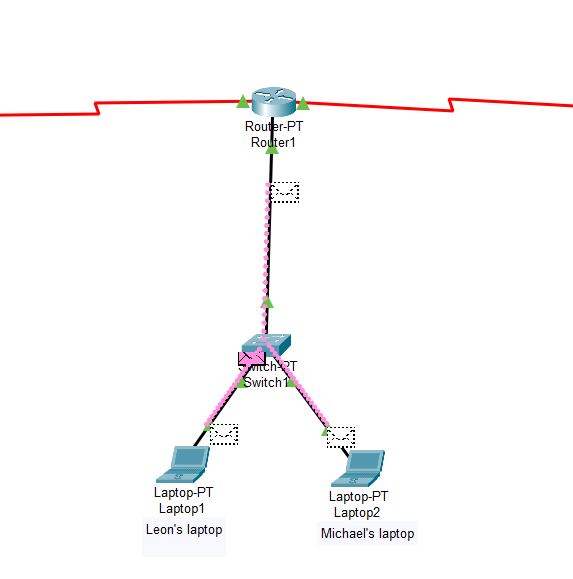 Router-PT
Router1
Switch-PT
Switch1
Laptop-PT
Laptop1
Leon's laptop
Laptop-PT
Laptop2
Michael's laptop